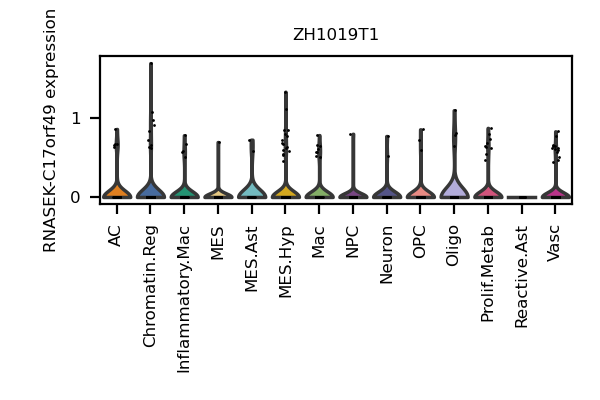 ZH1019T1
RNASEK-C17orf49 expression
1
0
AC
Chromatin.Reg
Inflammatory.Mac
MES
MES.Ast
MES.Hyp
Mac
NPC
Neuron
OPC
Oligo
Prolif.Metab
Reactive.Ast
Vasc